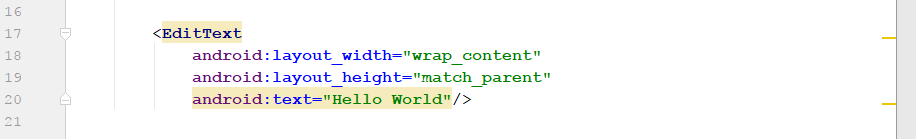 16
17 <EditText
18 android:layout_width="wrap_content"
19 android:layout_height="match_parent"
20 android:text="Hello World"/>
21